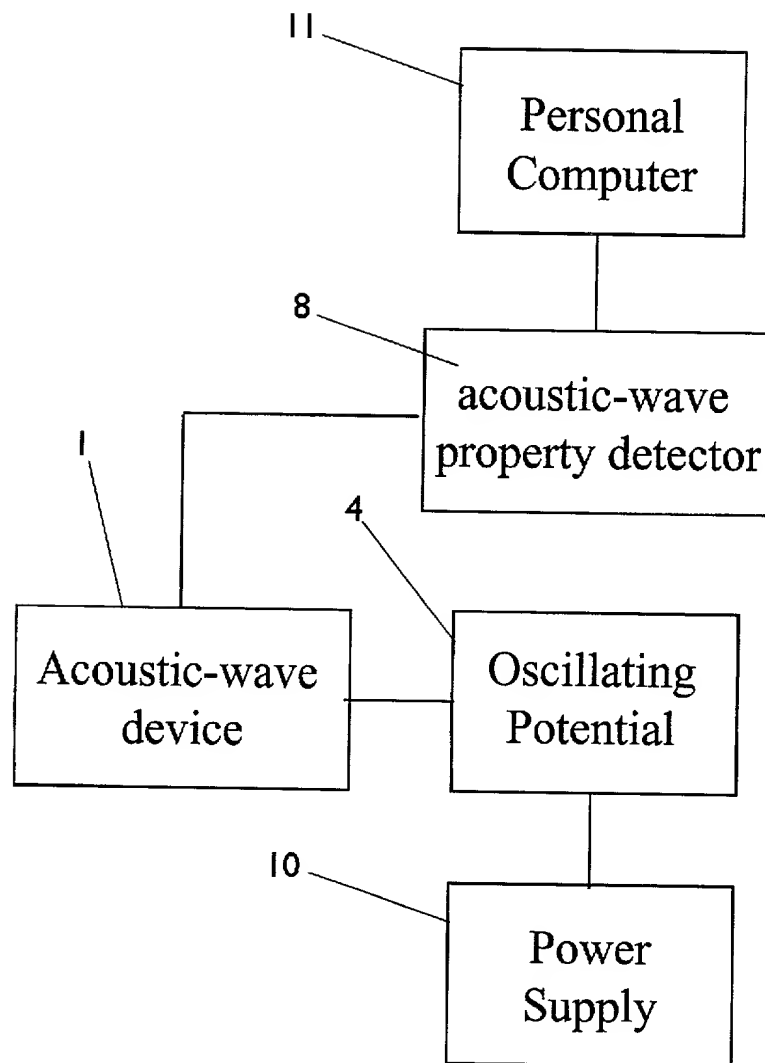 11
Personal
Computer
8
acoustic-wave
property detector
1
4
Acoustic-wave
device
Oscillating
Potential
10
Power
Supply